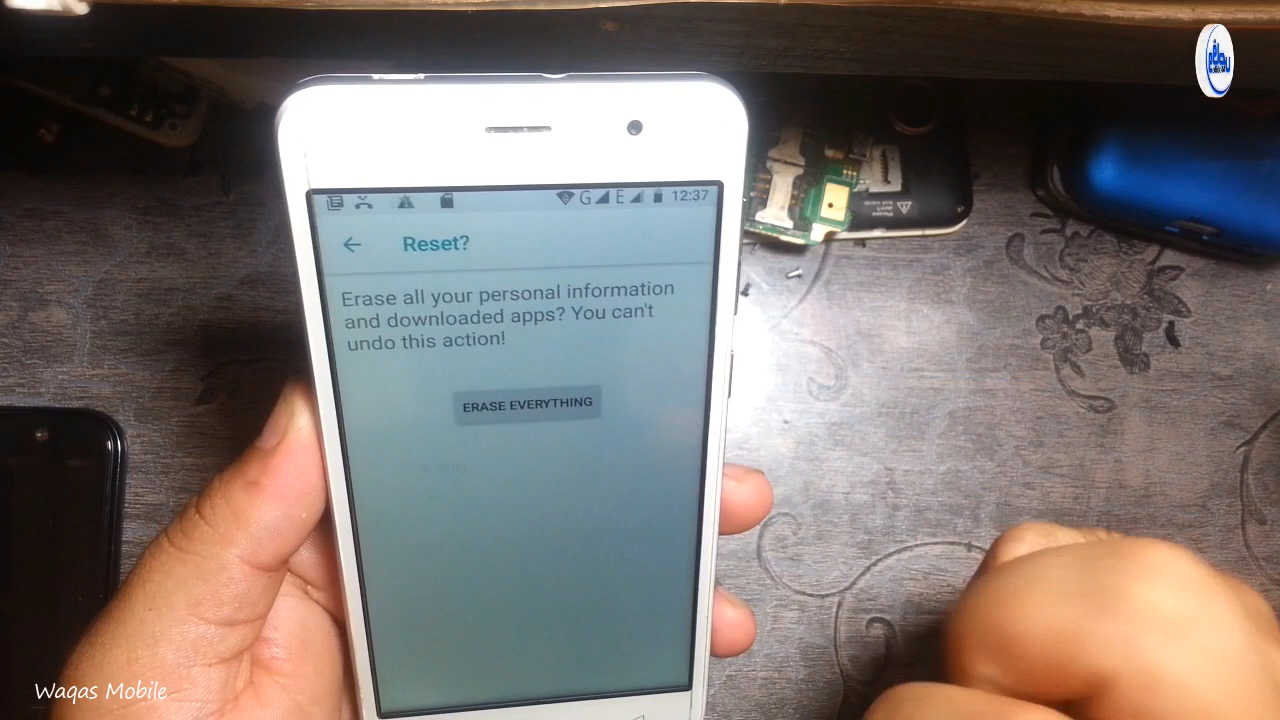 G E 12:37
Reset?
Erase all your personal information
and downloaded apps? You can't
undo this action!
ERASE EVERYTHING
Waqas Mobile